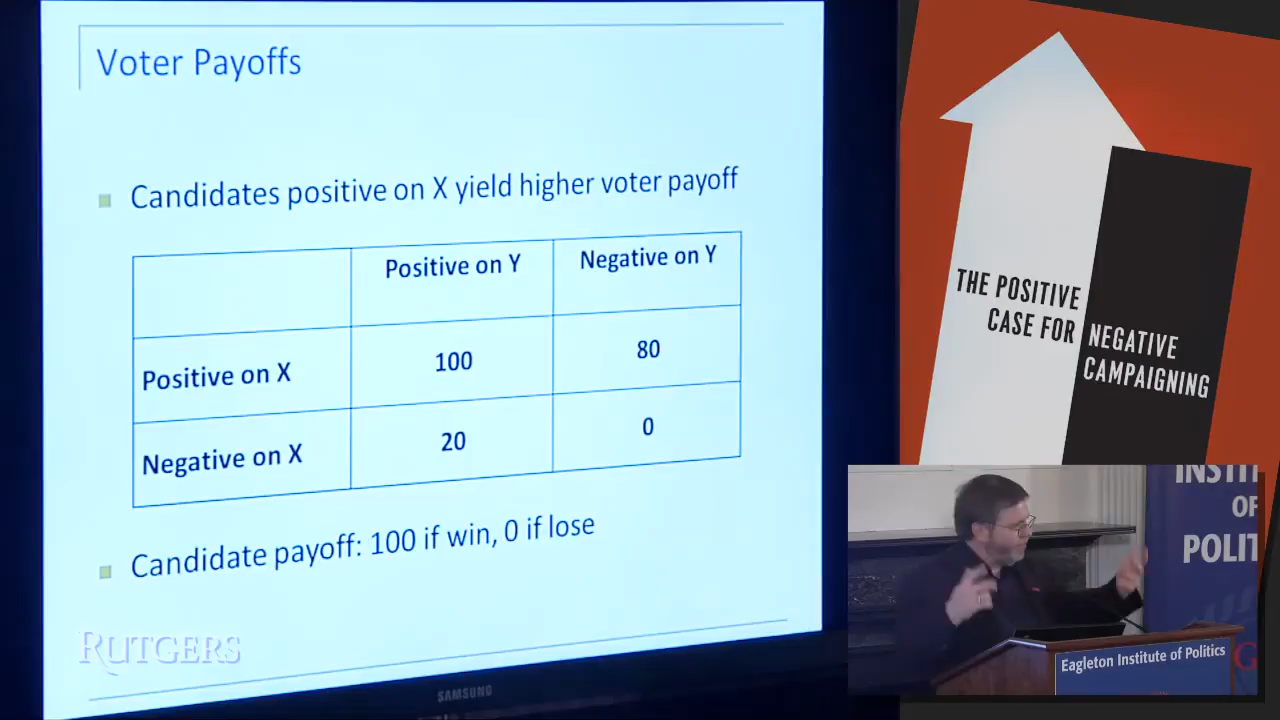 Voter Payoffs
Candidates positive on X yield higher voter payoff
Positive on Y
Negative on Y
Positive on X
100
80
Negative on X
20
0
Candidate payoff: 100 if win, 0 if lose
RUTGERS
SAMSUNG
THE POSITIVE
CASE FOR
NEGATIVE
CAMPAIGNING
OF
Eagleton Institute of Politics